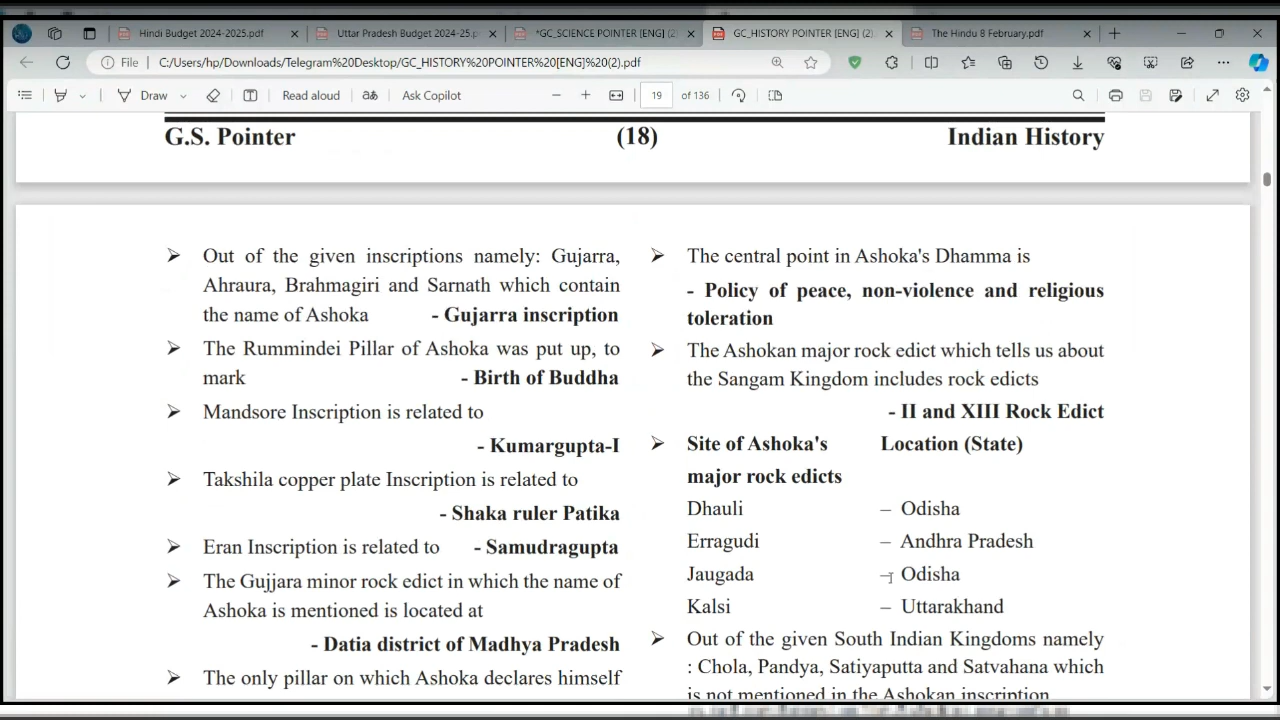 Hindi Budget 2024-2025.pdf
Uttar Pradesh Budget 2024-25.p
*GC_SCIENCE POINTER [ENG] (2)
GC_HISTORY POINTER [ENG] (2)
The Hindu 8 February.pdf
File
C:/Users/hp/Downloads/Telegram%20Desktop/GC_HISTORY%20POINTER%20[ENG]%20(2).pdf
Draw
Read aloud
Ask Copilot
19 of 136
G.S. Pointer (18) Indian History
➢ Out of the given inscriptions namely: Gujarra,
Ahraura, Brahmagiri and Sarnath which contain
the name of Ashoka - Gujarra inscription
➢ The Rummindei Pillar of Ashoka was put up, to
mark - Birth of Buddha
➢ Mandsore Inscription is related to
- Kumargupta-I
➢ Takshila copper plate Inscription is related to
- Shaka ruler Patika
➢ Eran Inscription is related to - Samudragupta
➢ The Gujjara minor rock edict in which the name of
Ashoka is mentioned is located at
- Datia district of Madhya Pradesh
➢ The only pillar on which Ashoka declares himself
➢ The central point in Ashoka's Dhamma is
- Policy of peace, non-violence and religious
toleration
➢ The Ashokan major rock edict which tells us about
the Sangam Kingdom includes rock edicts
- II and XIII Rock Edict
➢ Site of Ashoka's Location (State)
major rock edicts
Dhauli – Odisha
Erragudi – Andhra Pradesh
Jaugada – Odisha
Kalsi – Uttarakhand
➢ Out of the given South Indian Kingdoms namely
: Chola, Pandya, Satiyaputta and Satvahana which
is not mentioned in the Ashokan inscription